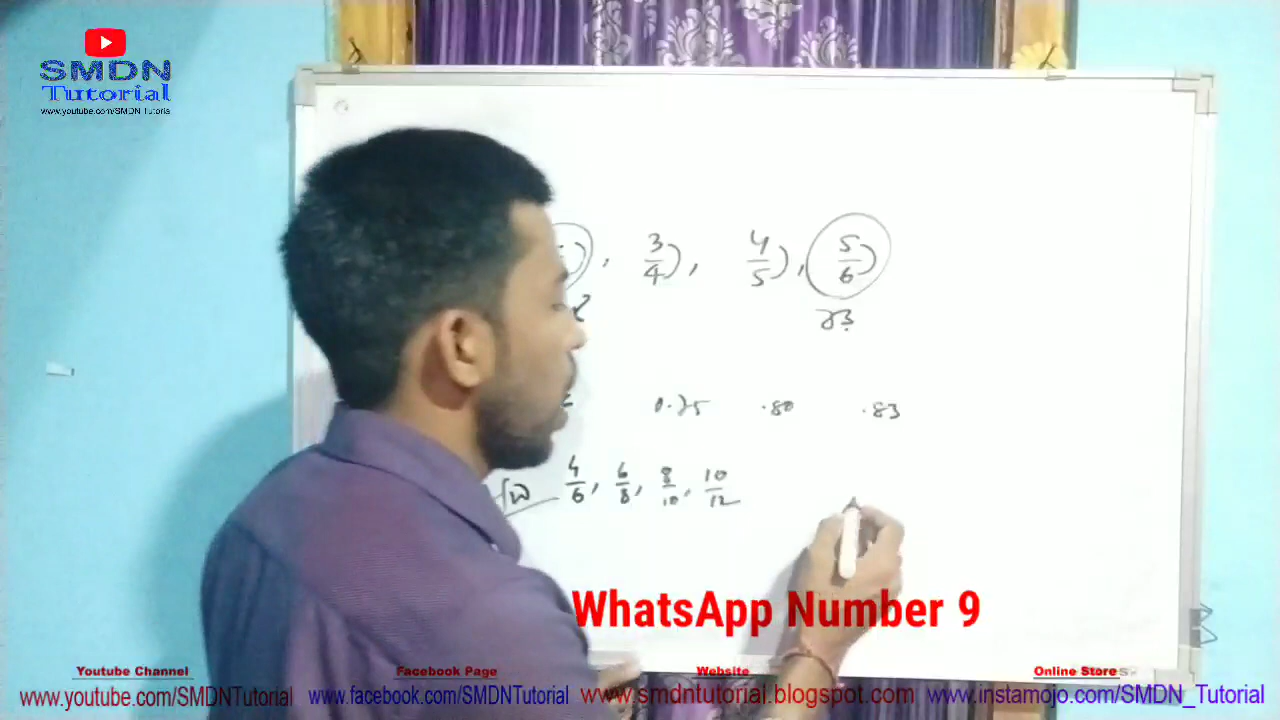 SMDN
Tutorial
www.youtube.com/SMDN Tutorial
, 3/4, 4/5, 5/6
0.75 .80 .83
4/6, 6/8, 8/10, 10/12
WhatsApp Number 9
Youtube Channel Facebook Page Website Online Store
www.youtube.com/SMDNTutorial www.facebook.com/SMDNTutorial www.smdntutorial.blogspot.com www.instamojo.com/SMDN_Tutorial